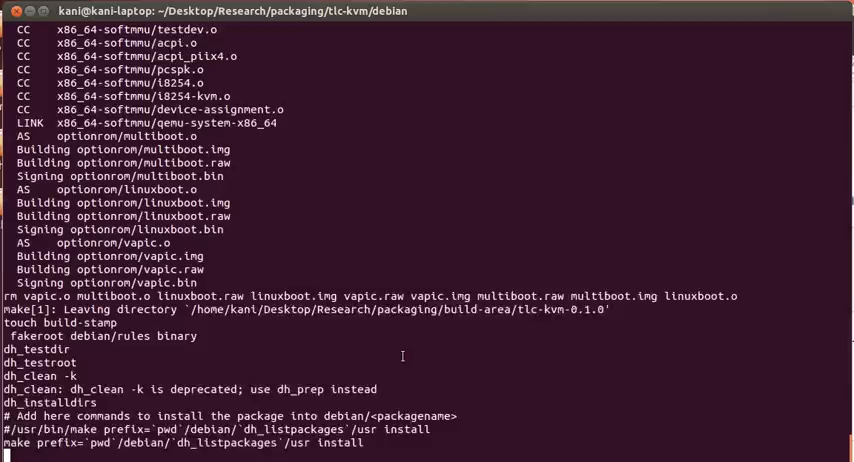 kani@kani-laptop: ~/Desktop/Research/packaging/tlc-kvm/debian
CC    x86_64-softmmu/testdev.o
CC    x86_64-softmmu/acpi.o
CC    x86_64-softmmu/acpi_piix4.o
CC    x86_64-softmmu/pcspk.o
CC    x86_64-softmmu/i8254.o
CC    x86_64-softmmu/i8254-kvm.o
CC    x86_64-softmmu/device-assignment.o
LINK  x86_64-softmmu/qemu-system-x86_64
AS    optionrom/multiboot.o
Building optionrom/multiboot.img
Building optionrom/multiboot.raw
Signing optionrom/multiboot.bin
AS    optionrom/linuxboot.o
Building optionrom/linuxboot.img
Building optionrom/linuxboot.raw
Signing optionrom/linuxboot.bin
AS    optionrom/vapic.o
Building optionrom/vapic.img
Building optionrom/vapic.raw
Signing optionrom/vapic.bin
rm vapic.o multiboot.o linuxboot.raw linuxboot.img vapic.raw vapic.img multiboot.raw multiboot.img linuxboot.o
make[1]: Leaving directory `/home/kani/Desktop/Research/packaging/build-area/tlc-kvm-0.1.0'
touch build-stamp
fakeroot debian/rules binary
dh_testdir
dh_testroot
dh_clean -k
dh_clean: dh_clean -k is deprecated; use dh_prep instead
dh_installdirs
# Add here commands to install the package into debian/<packagename>
#/usr/bin/make prefix=`pwd`/debian/`dh_listpackages`/usr install
make prefix=`pwd`/debian/`dh_listpackages`/usr install